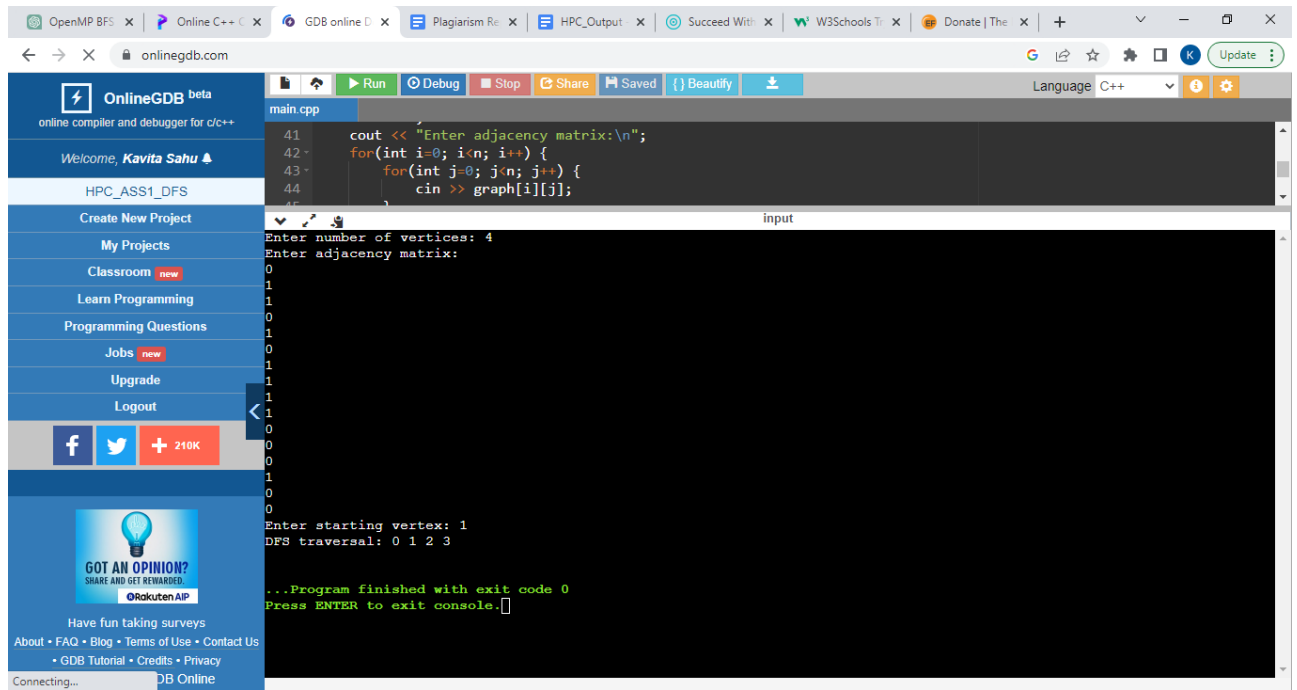 OpenMP BFS
Online C++ C
GDB online D
Plagiarism Re
HPC_Output
Succeed With
W3Schools Tr
Donate | The
onlinegdb.com
G
K
Update
OnlineGDB beta
online compiler and debugger for c/c++
Welcome, Kavita Sahu
HPC_ASS1_DFS
Create New Project
My Projects
Classroom new
Learn Programming
Programming Questions
Jobs new
Upgrade
Logout
f
+ 210K
GOT AN OPINION?
SHARE AND GET REWARDED.
Rakuten AIP
Have fun taking surveys
About • FAQ • Blog • Terms of Use • Contact Us
• GDB Tutorial • Credits • Privacy
DB Online
Connecting...
Run Debug Stop Share Saved { } Beautify
Language C++
main.cpp
41 cout << "Enter adjacency matrix:\n";
42 for(int i=0; i<n; i++) {
43 for(int j=0; j<n; j++) {
44 cin >> graph[i][j];
input
Enter number of vertices: 4
Enter adjacency matrix:
0
1
1
0
1
0
1
1
1
1
0
0
0
1
0
0
Enter starting vertex: 1
DFS traversal: 0 1 2 3
...Program finished with exit code 0
Press ENTER to exit console.